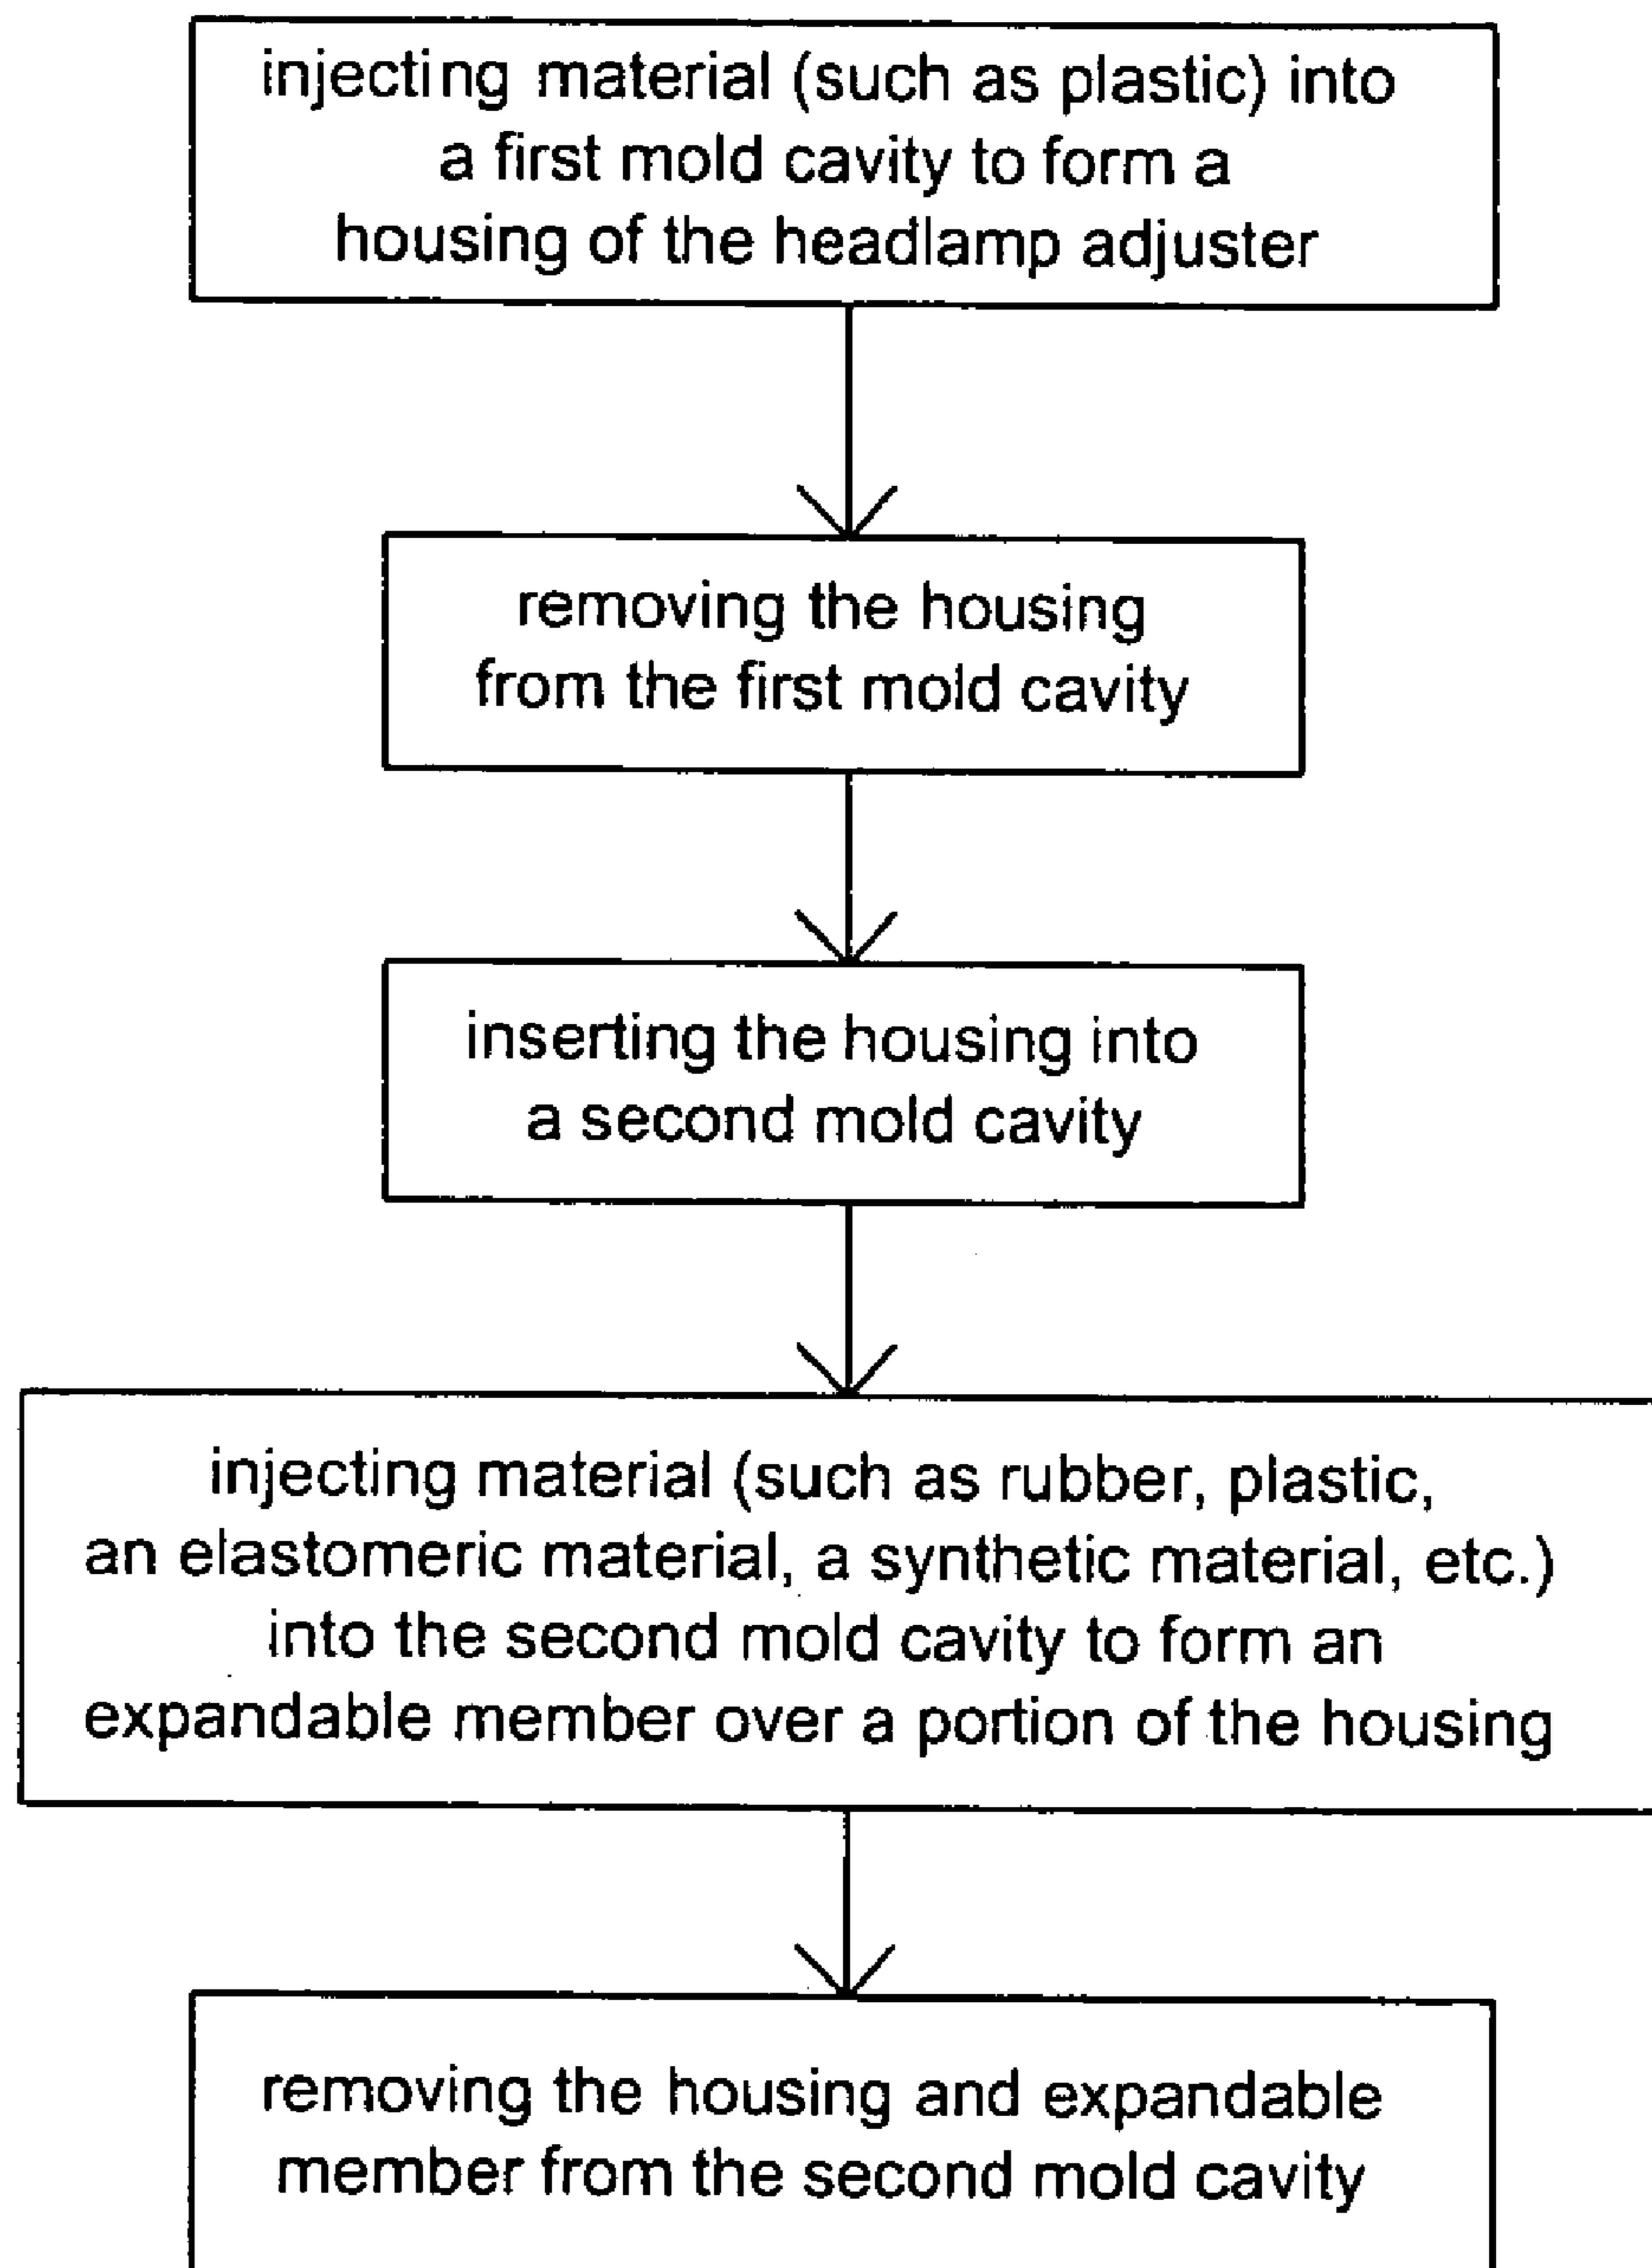 injecting material (such as plastic) into
a first mold cavity to form a
housing of the headlamp adjuster
removing the housing
from the first mold cavity
inserting the housing into
a second mold cavity
injecting material (such as rubber, plastic,
an elastomeric material, a synthetic material, etc.)
into the second mold cavity to form an
expandable member over a portion of the housing
removing the housing and expandable
member from the second mold cavity